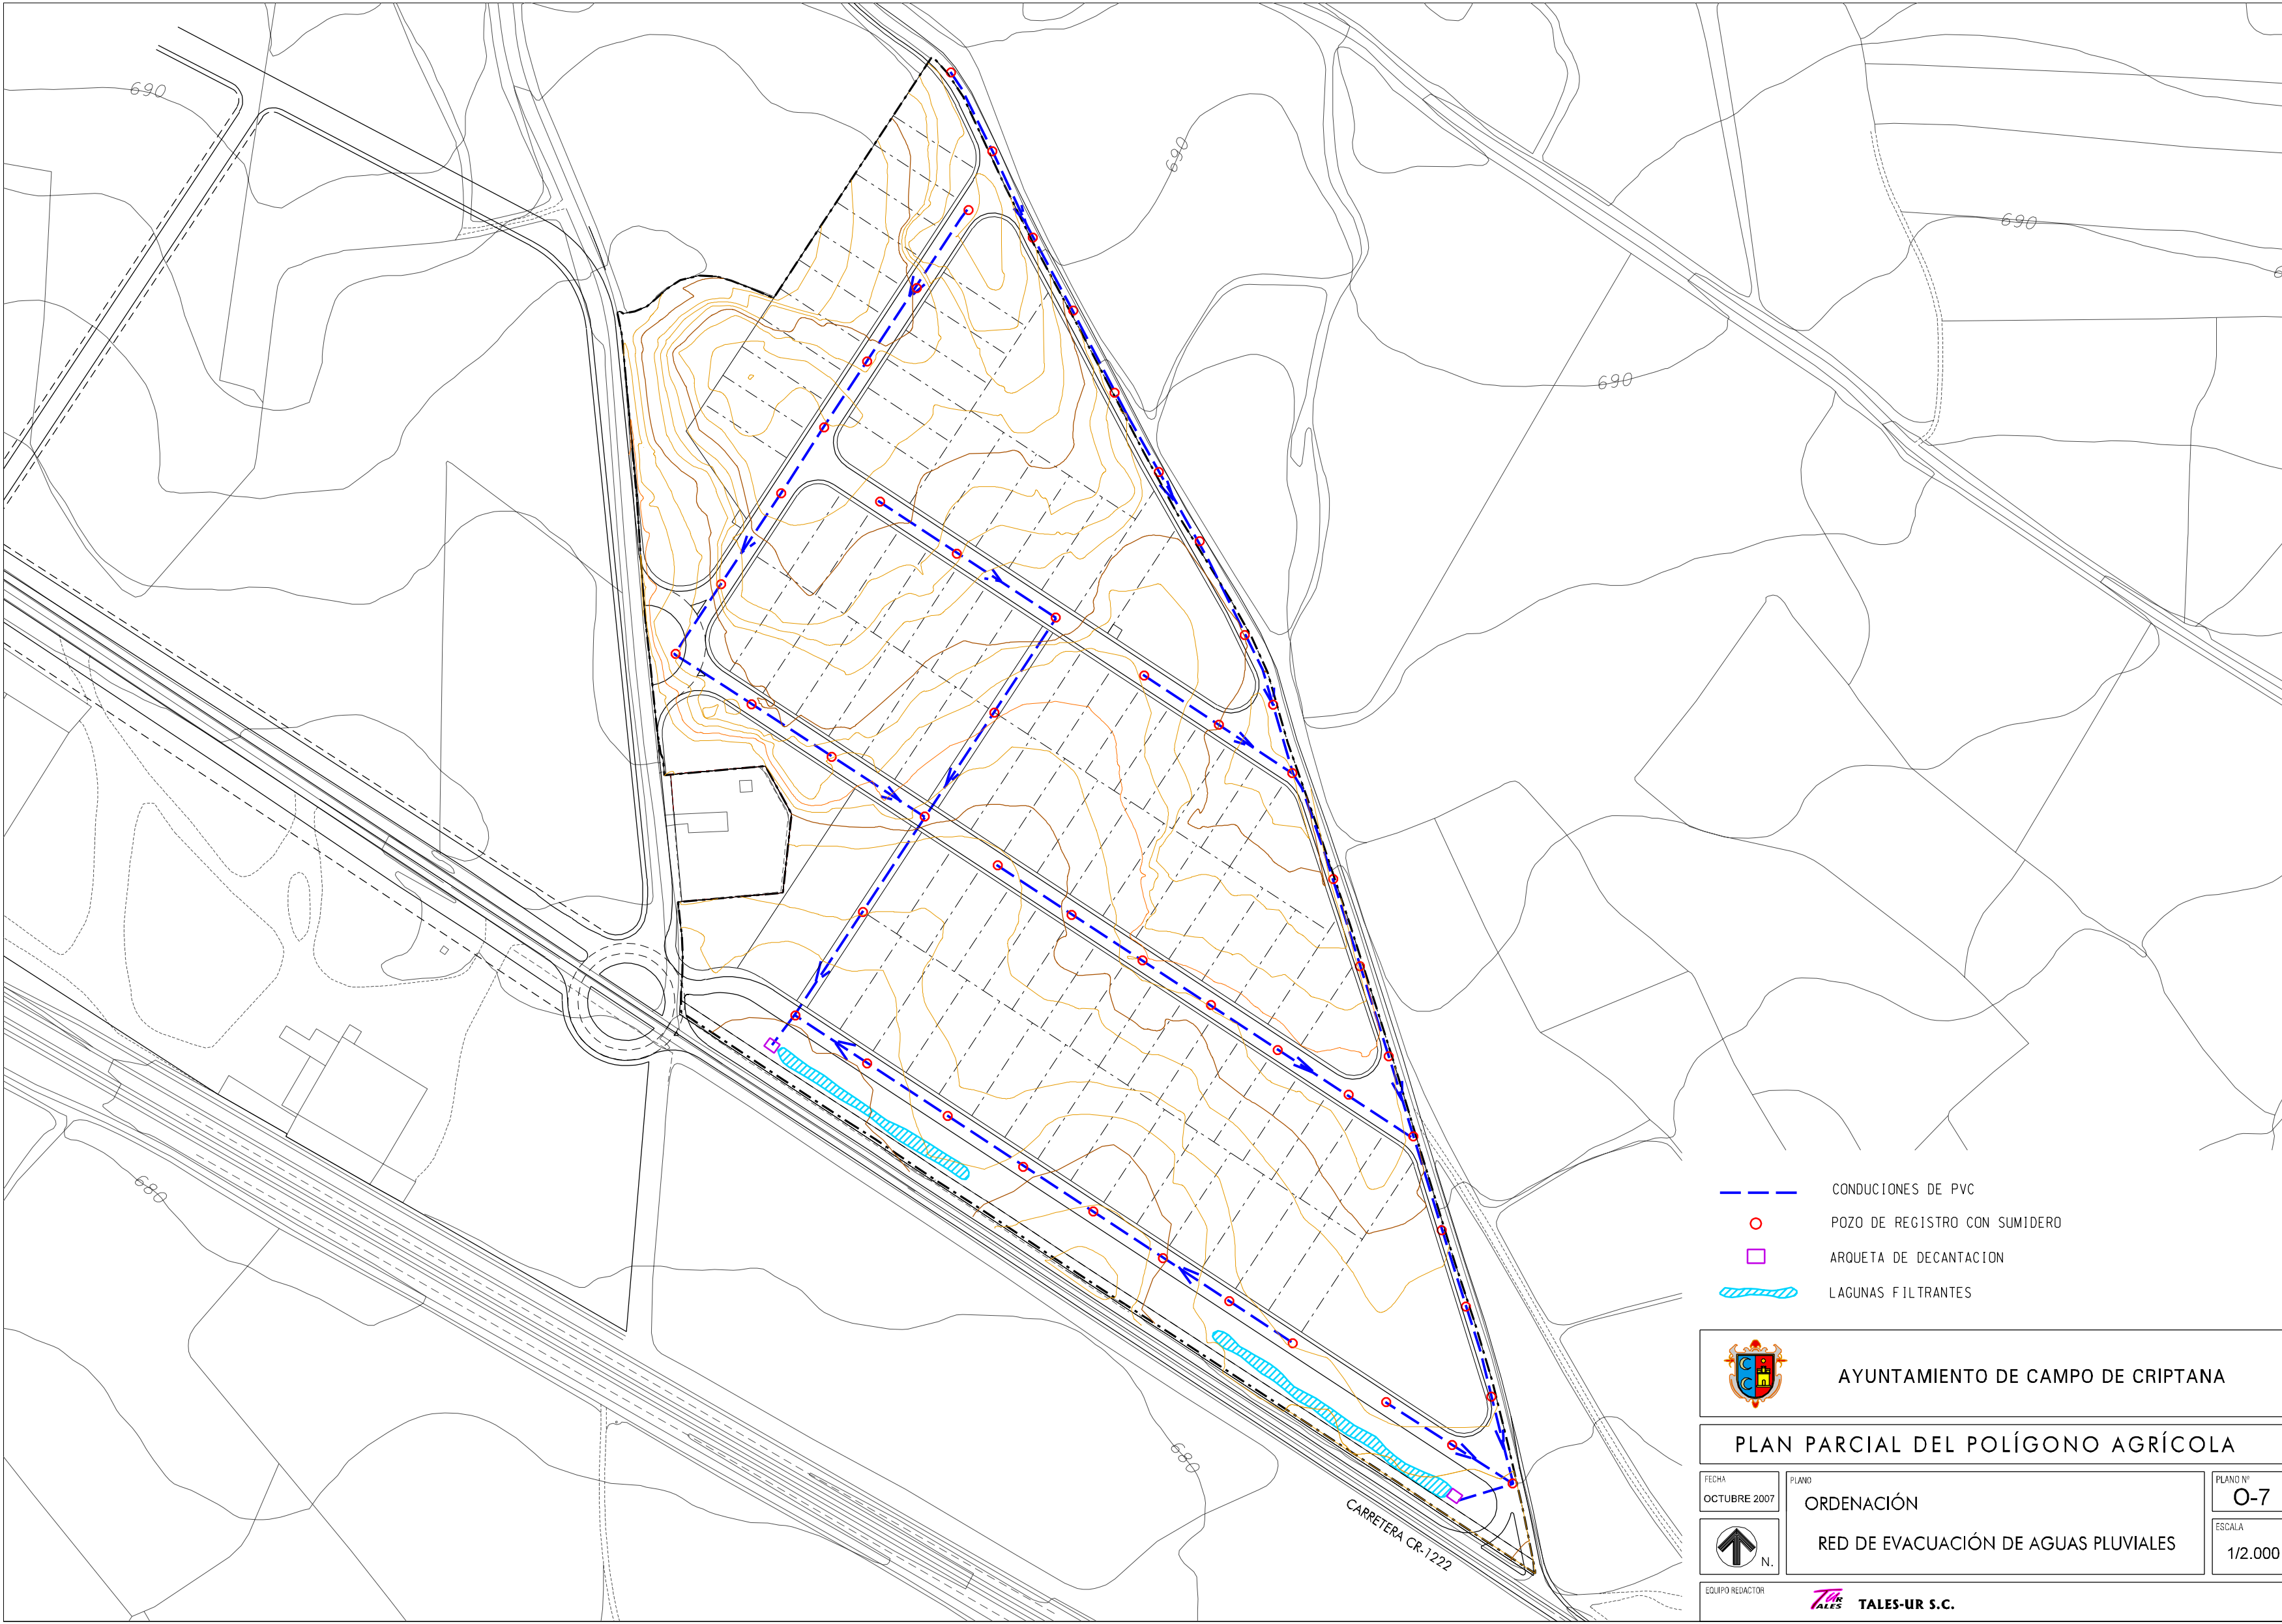 690
690
690
690
680
680
CARRETERA CR-1222
CONDUCIONES DE PVC
POZO DE REGISTRO CON SUMIDERO
ARQUETA DE DECANTACION
LAGUNAS FILTRANTES
AYUNTAMIENTO DE CAMPO DE CRIPTANA
PLAN PARCIAL DEL POLÍGONO AGRÍCOLA
FECHA
OCTUBRE 2007
PLANO
ORDENACIÓN
RED DE EVACUACIÓN DE AGUAS PLUVIALES
PLANO Nº
O-7
N.
ESCALA
1/2.000
EQUIPO REDACTOR
TUR
ALES
TALES-UR S.C.